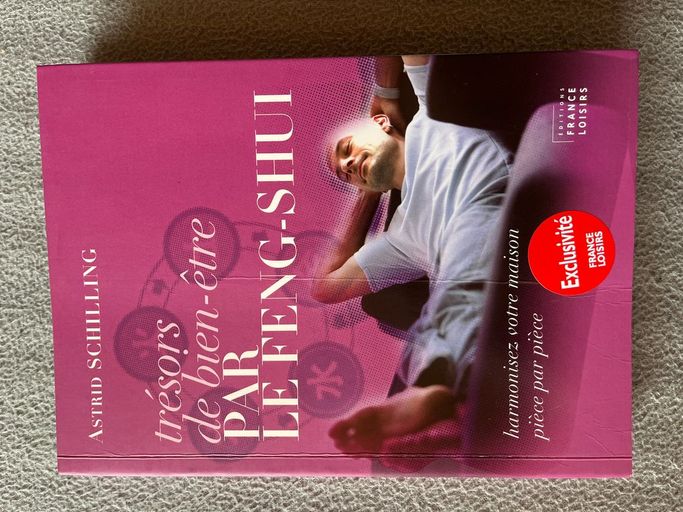 ASTRID SCHILLING
trésors
de bien-être
PAR
LE FENG-SHUI
harmonisez votre maison
pièce par pièce
Exclusivité
FRANCE
LOISIRS
ÉDITIONS
FRANCE
LOISIRS
水